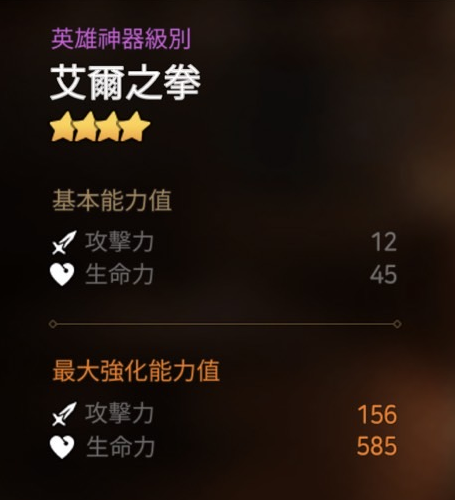 英雄神器級別
艾爾之拳
基本能力值
攻擊力 12
生命力 45
最大強化能力值
攻擊力 156
生命力 585